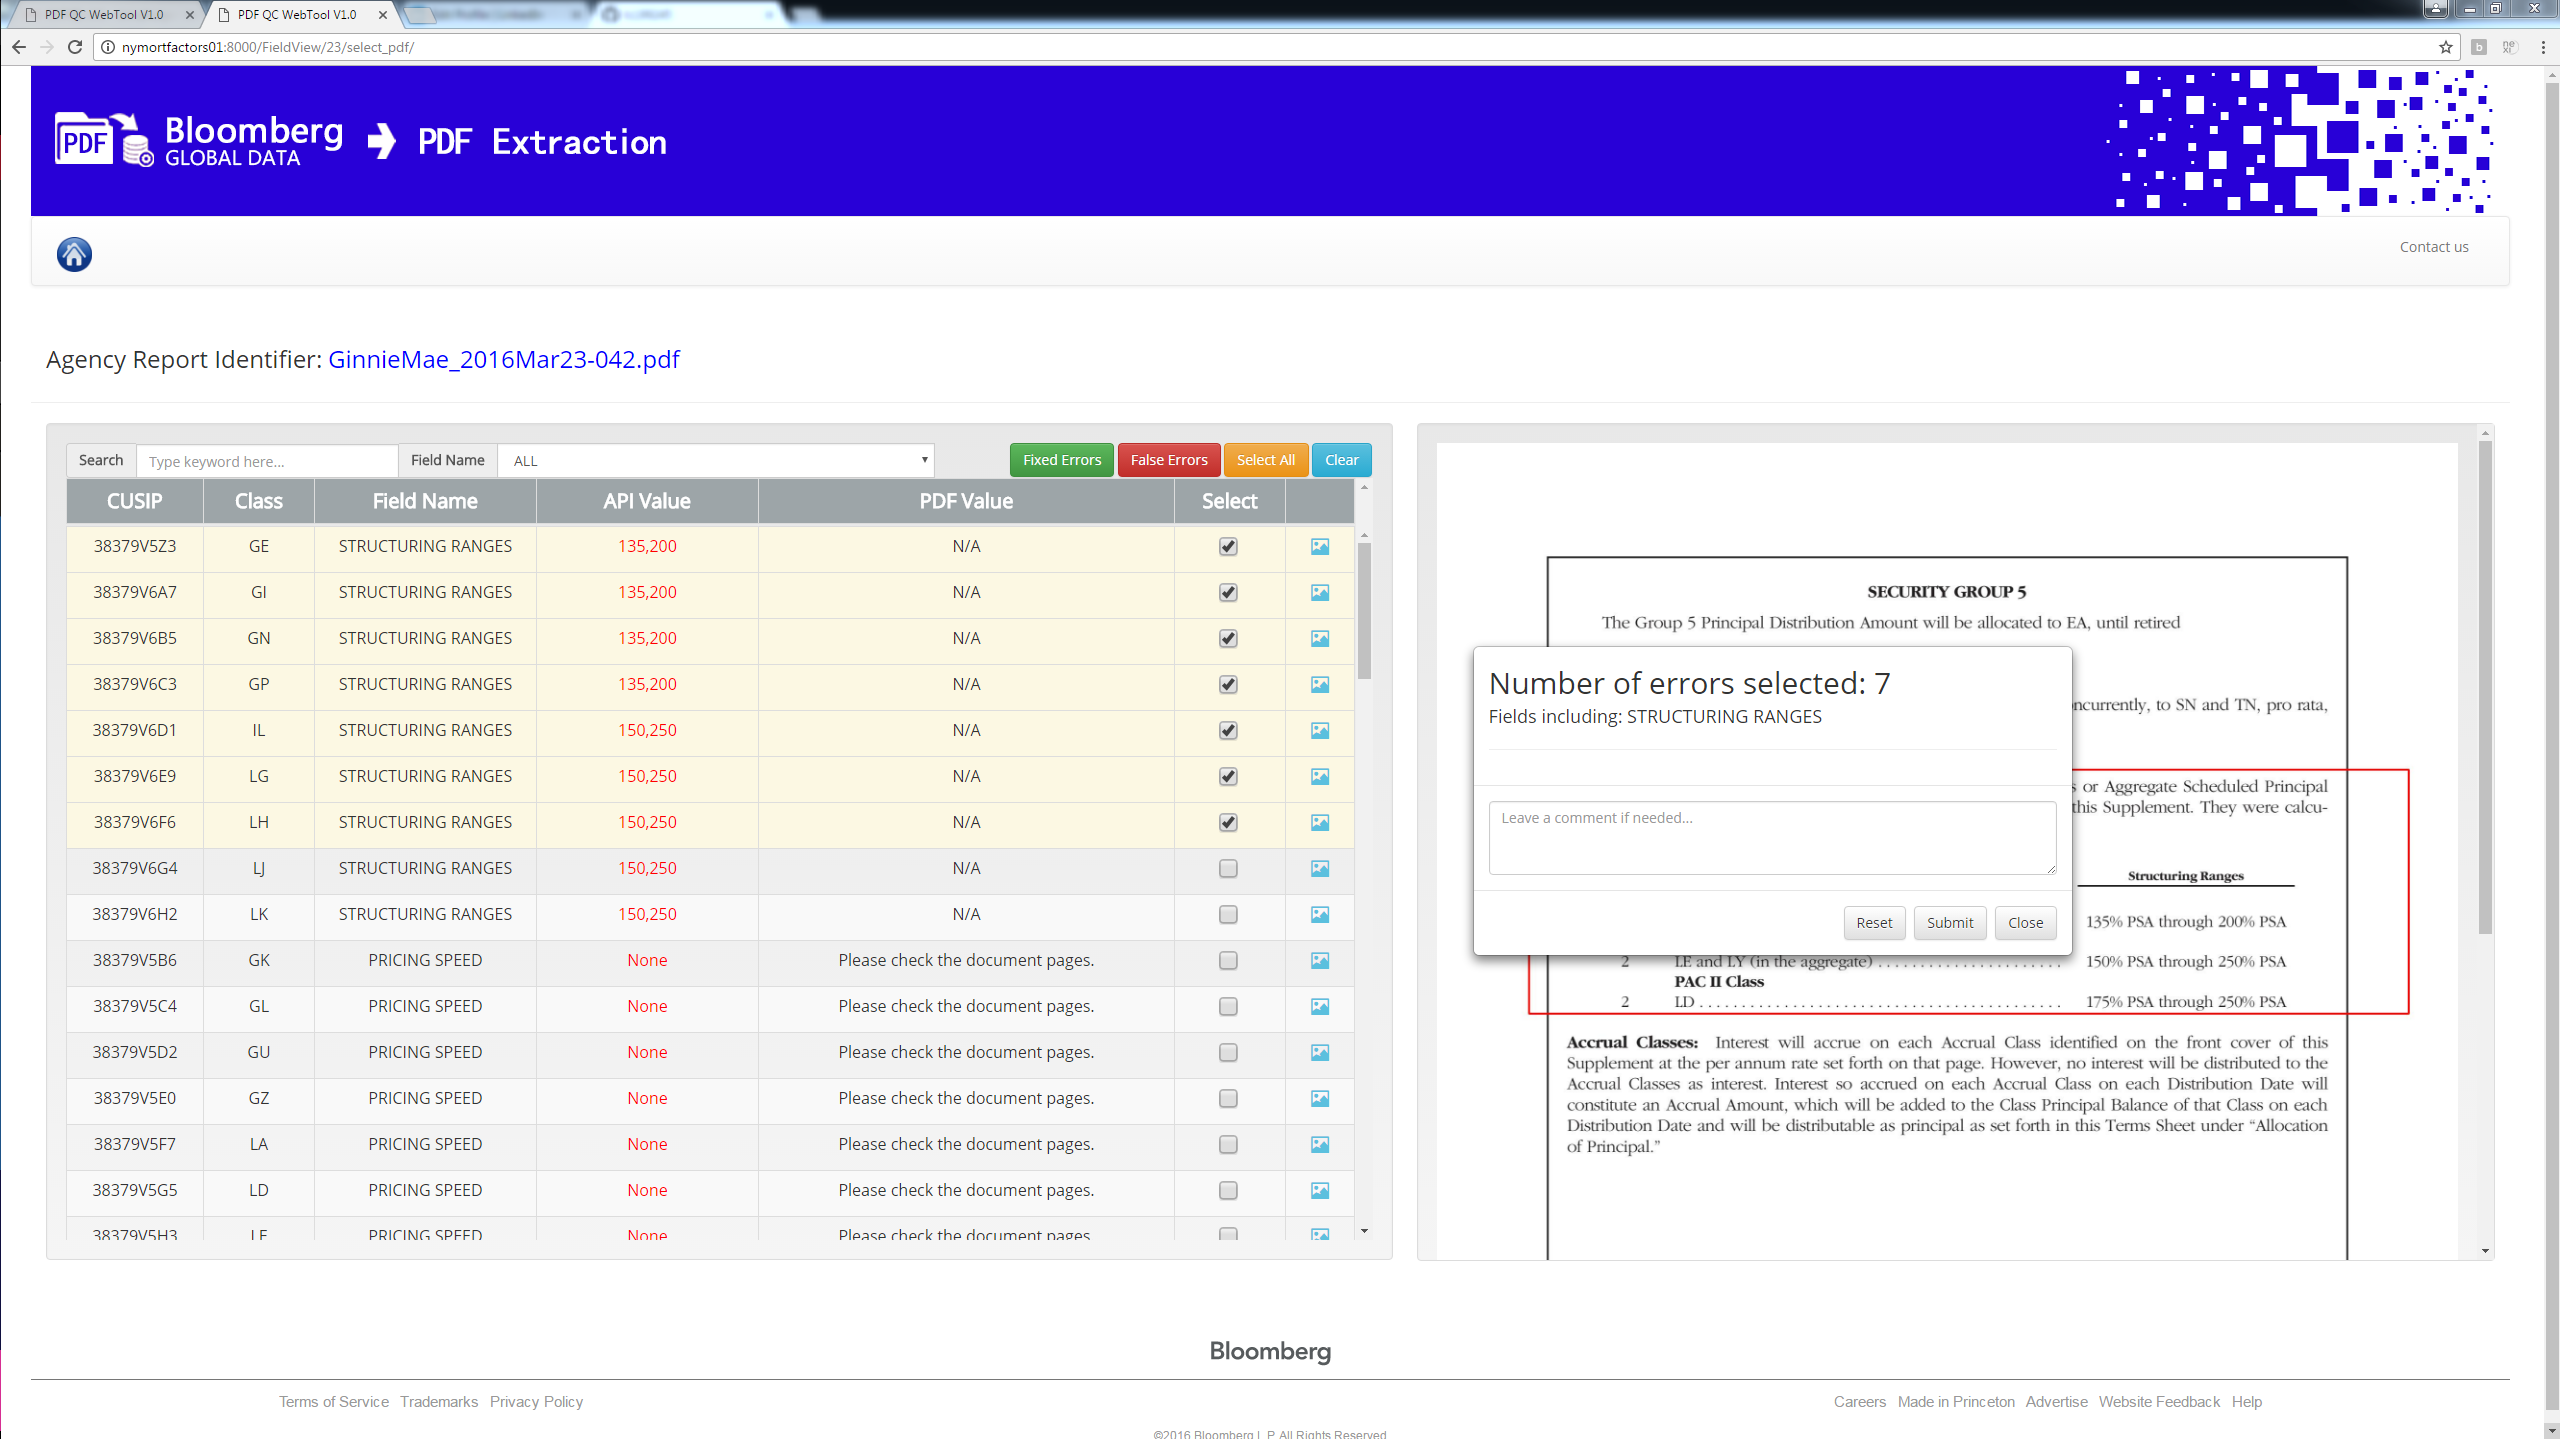 PDF QC WebTool V1.0
PDF QC WebTool V1.0
nymortfactors01:8000/FieldView/23/select_pdf/
PDF
Bloomberg
GLOBAL DATA
PDF Extraction
Contact us
Agency Report Identifier: GinnieMae_2016Mar23-042.pdf
Search Type keyword here... Field Name ALL Fixed Errors False Errors Select All Clear
CUSIP Class Field Name API Value PDF Value Select
38379V5Z3 GE STRUCTURING RANGES 135,200 N/A
38379V6A7 GI STRUCTURING RANGES 135,200 N/A
38379V6B5 GN STRUCTURING RANGES 135,200 N/A
38379V6C3 GP STRUCTURING RANGES 135,200 N/A
38379V6D1 IL STRUCTURING RANGES 150,250 N/A
38379V6E9 LG STRUCTURING RANGES 150,250 N/A
38379V6F6 LH STRUCTURING RANGES 150,250 N/A
38379V6G4 LJ STRUCTURING RANGES 150,250 N/A
38379V6H2 LK STRUCTURING RANGES 150,250 N/A
38379V5B6 GK PRICING SPEED None Please check the document pages.
38379V5C4 GL PRICING SPEED None Please check the document pages.
38379V5D2 GU PRICING SPEED None Please check the document pages.
38379V5E0 GZ PRICING SPEED None Please check the document pages.
38379V5F7 LA PRICING SPEED None Please check the document pages.
38379V5G5 LD PRICING SPEED None Please check the document pages.
38379V5H3 PRICING SPEED None Please check the document pages
SECURITY GROUP 5
The Group 5 Principal Distribution Amount will be allocated to EA, until retired
ncurrently, to SN and TN, pro rata,
s or Aggregate Scheduled Principal
this Supplement. They were calcu-
Structuring Ranges
135% PSA through 200% PSA
2 LE and LY (in the aggregate) . . . . . . . . . . . . . . . . . . . . . . . 150% PSA through 250% PSA
PAC II Class
2 LD . . . . . . . . . . . . . . . . . . . . . . . . . . . . . . . . . . . . . . . . . . . . 175% PSA through 250% PSA
Accrual Classes: Interest will accrue on each Accrual Class identified on the front cover of this
Supplement at the per annum rate set forth on that page. However, no interest will be distributed to the
Accrual Classes as interest. Interest so accrued on each Accrual Class on each Distribution Date will
constitute an Accrual Amount, which will be added to the Class Principal Balance of that Class on each
Distribution Date and will be distributable as principal as set forth in this Terms Sheet under “Allocation
of Principal.”
Number of errors selected: 7
Fields including: STRUCTURING RANGES
Leave a comment if needed...
Reset Submit Close
Bloomberg
Terms of Service Trademarks Privacy Policy
Careers Made in Princeton Advertise Website Feedback Help
©2016 Bloomberg L.P. All Rights Reserved